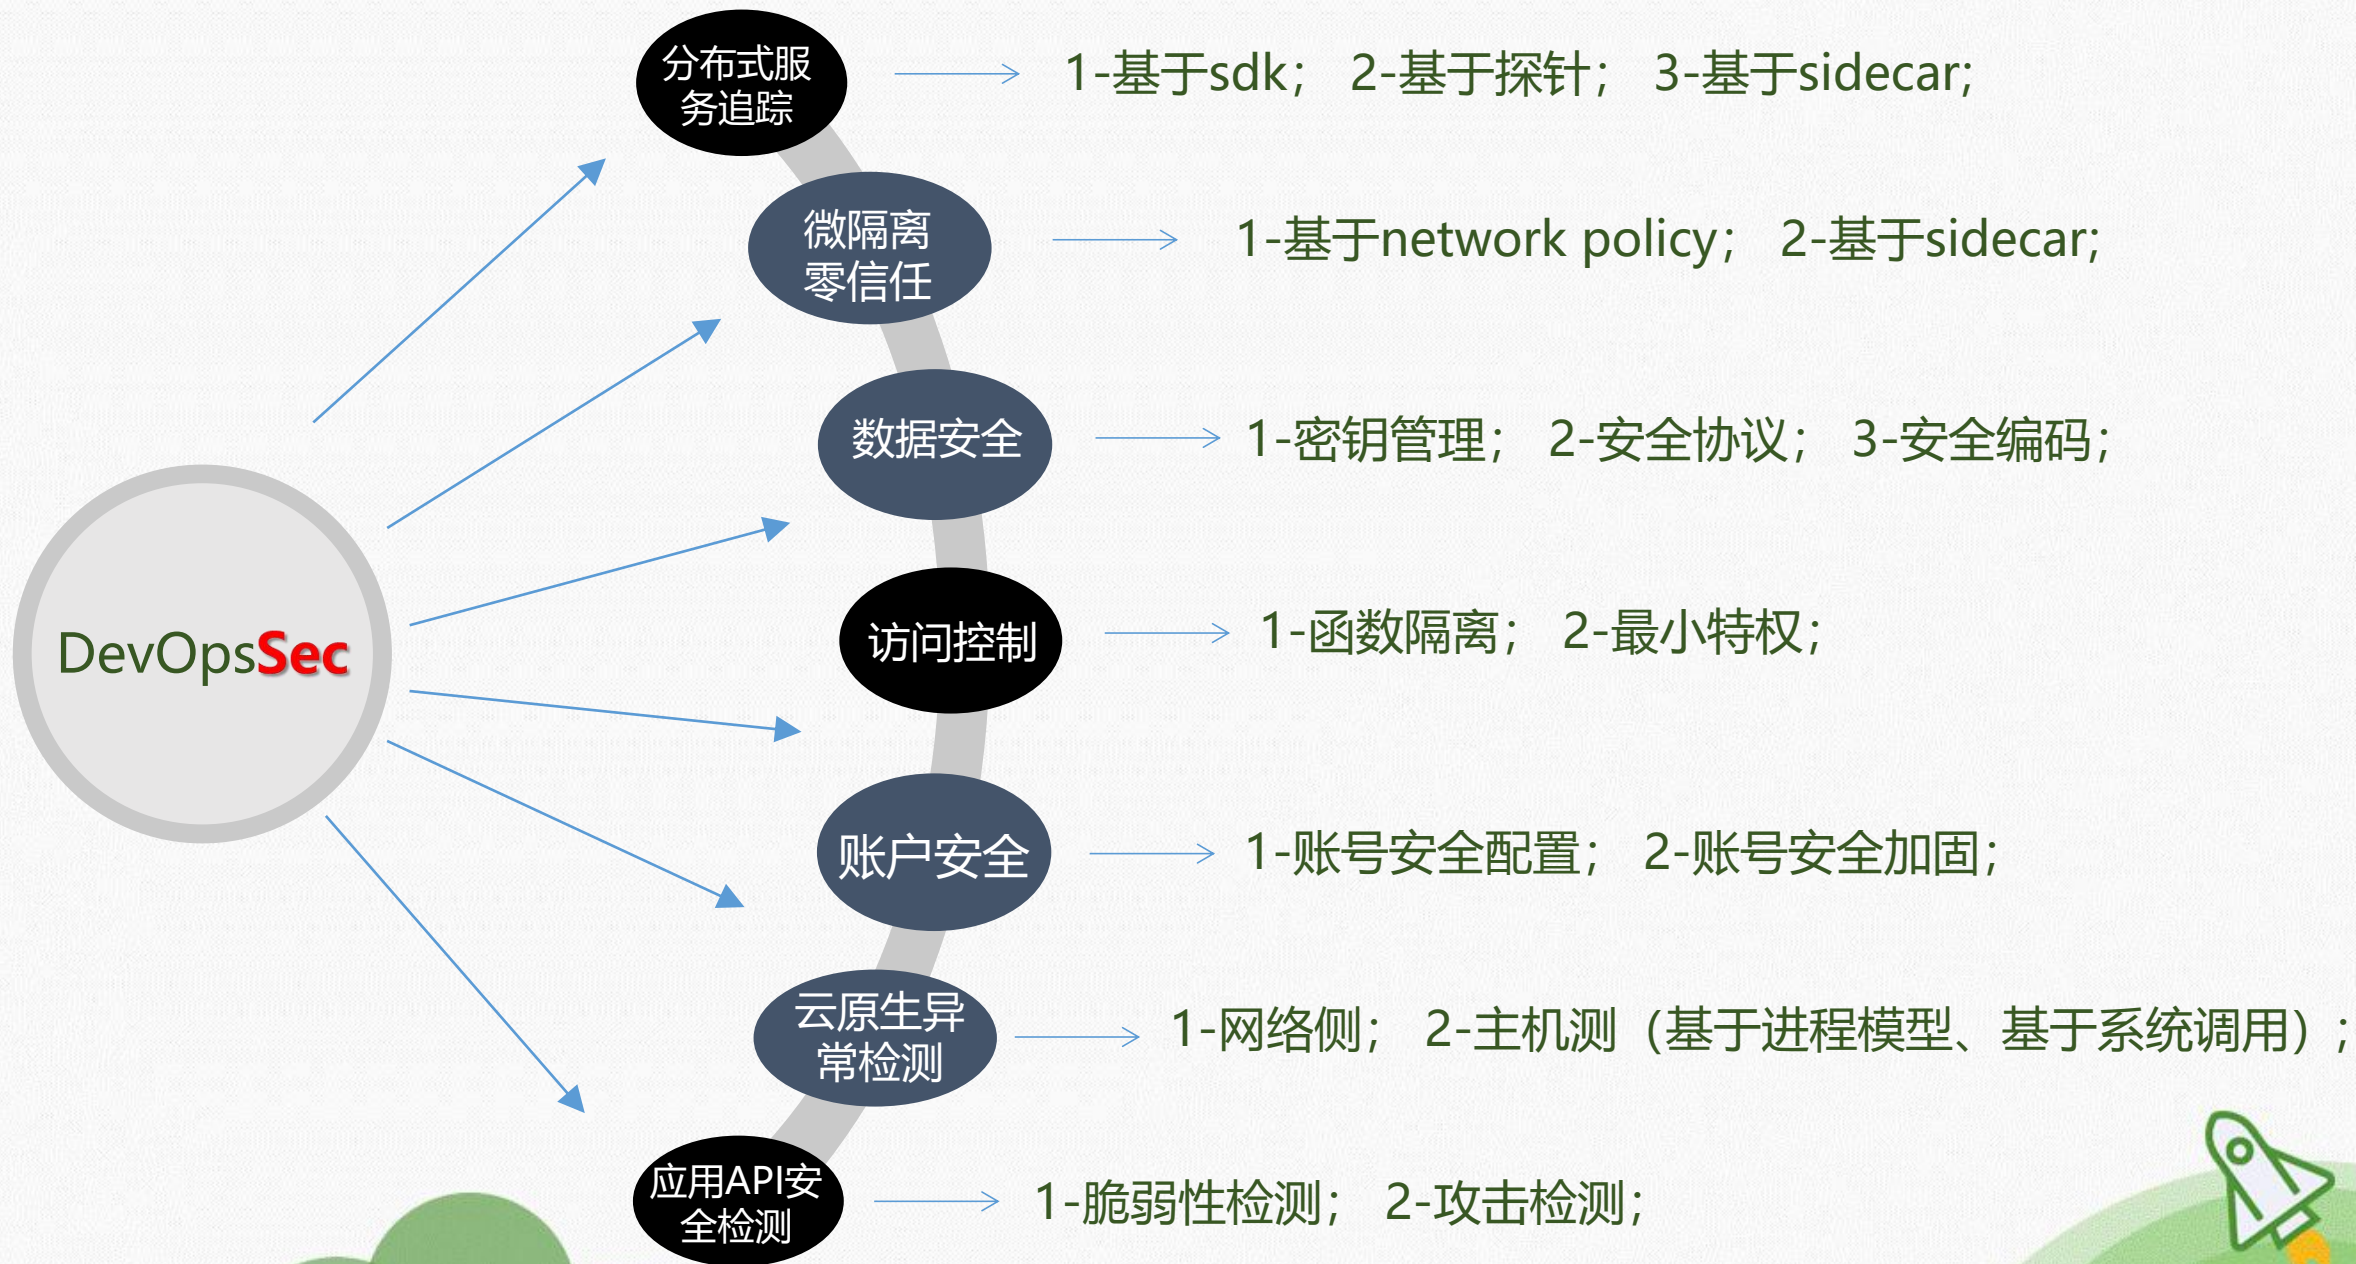 分布式服
务追踪
1-基于sdk； 2-基于探针； 3-基于sidecar;
微隔离
零信任
1-基于network policy； 2-基于sidecar;
数据安全
1-密钥管理； 2-安全协议； 3-安全编码；
DevOpsSec
访问控制
1-函数隔离； 2-最小特权；
账户安全
1-账号安全配置； 2-账号安全加固；
云原生异
常检测
1-网络侧； 2-主机测（基于进程模型、基于系统调用）；
应用API安
全检测
1-脆弱性检测； 2-攻击检测；